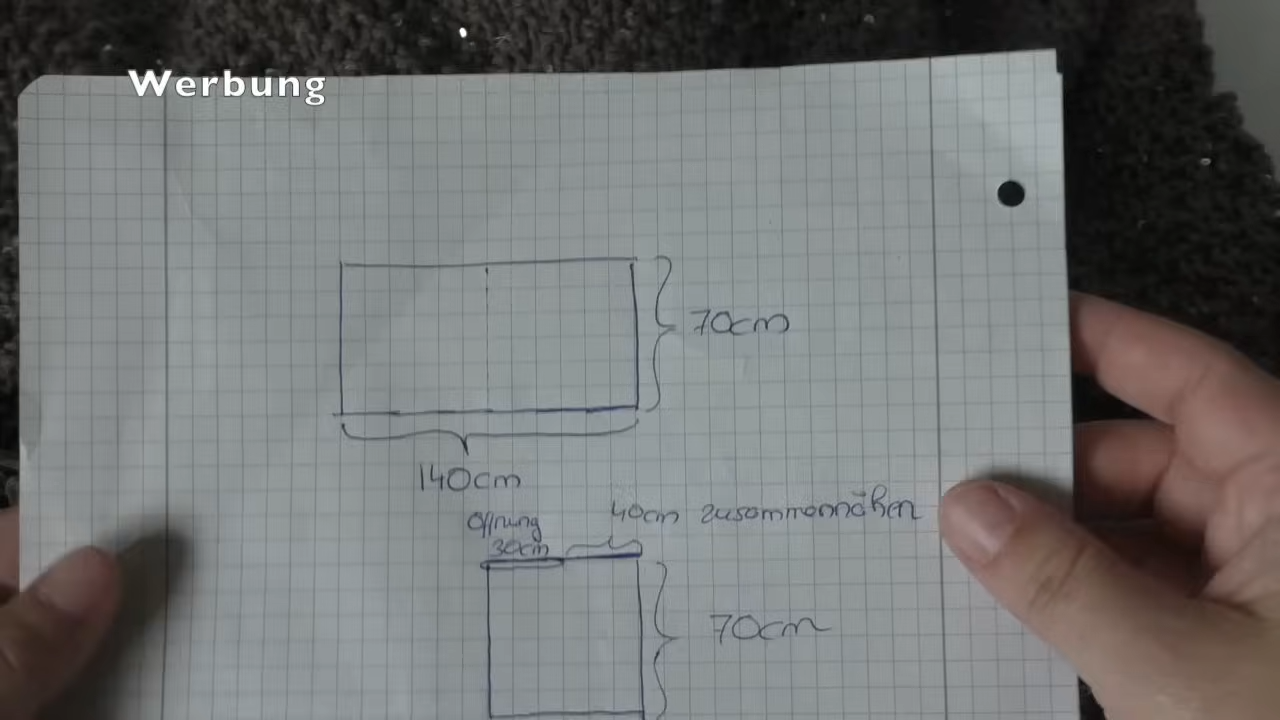 Werbung
70cm
140cm
40cm zusammennähen
Öffnung
30cm
70cm